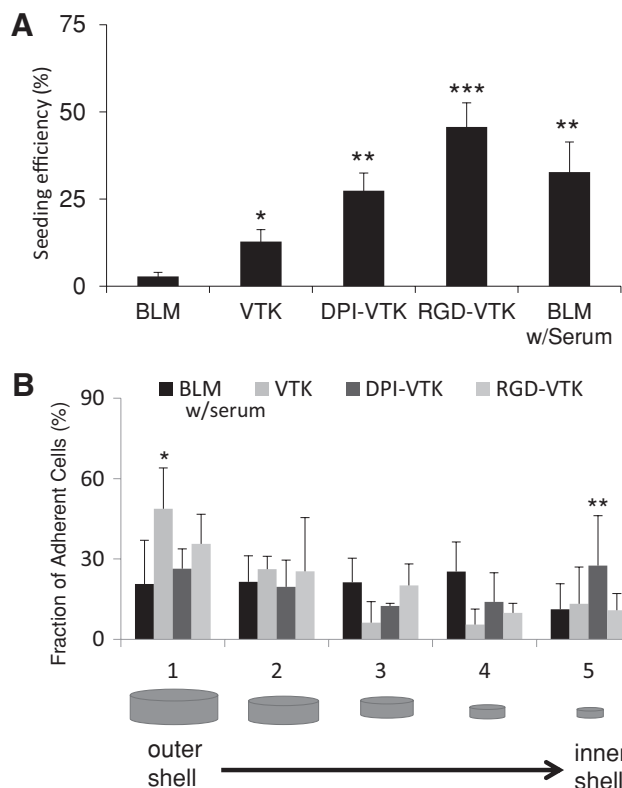 A
75
50
25
0
Seeding efficiency (%)
*
**
***
**
BLM
VTK
DPI-VTK
RGD-VTK
BLM
w/Serum
B
BLM
w/serum
VTK
DPI-VTK
RGD-VTK
90
60
30
0
Fraction of Adherent Cells (%)
*
**
1
2
3
4
5
outer
shell
inner
shell